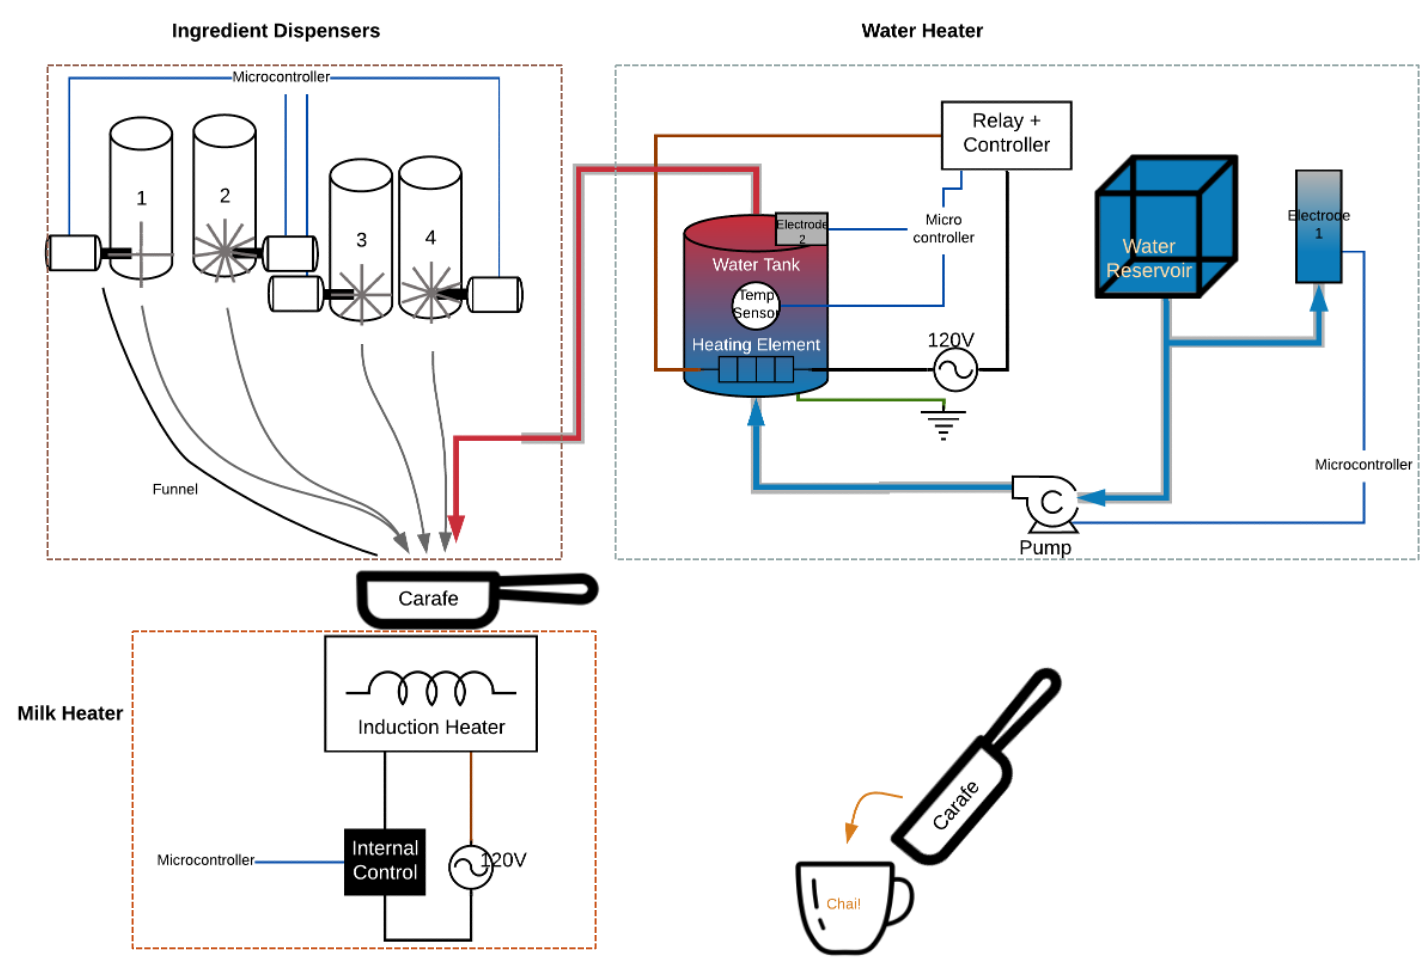 Ingredient Dispensers
Water Heater
Microcontroller
1
2
3
4
Funnel
Relay +
Controller
Electrode
2
Micro
controller
Water Tank
Temp
Sensor
Heating Element
120V
Water
Reservoir
Electrode
1
Microcontroller
C
Pump
Carafe
Milk Heater
Induction Heater
Internal
Control
Microcontroller
120V
Carafe
Chai!